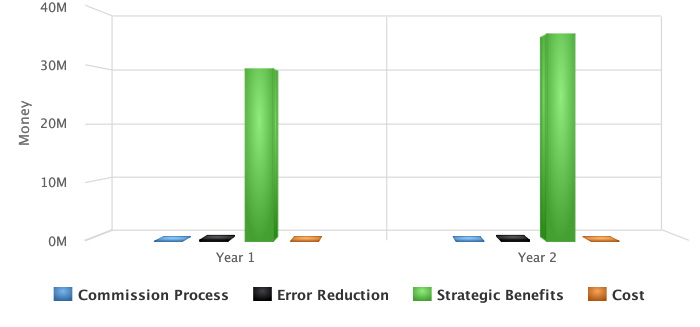 40M
30M
20M
10M
0M
Money
Year 1
Year 2
Commission Process
Error Reduction
Strategic Benefits
Cost